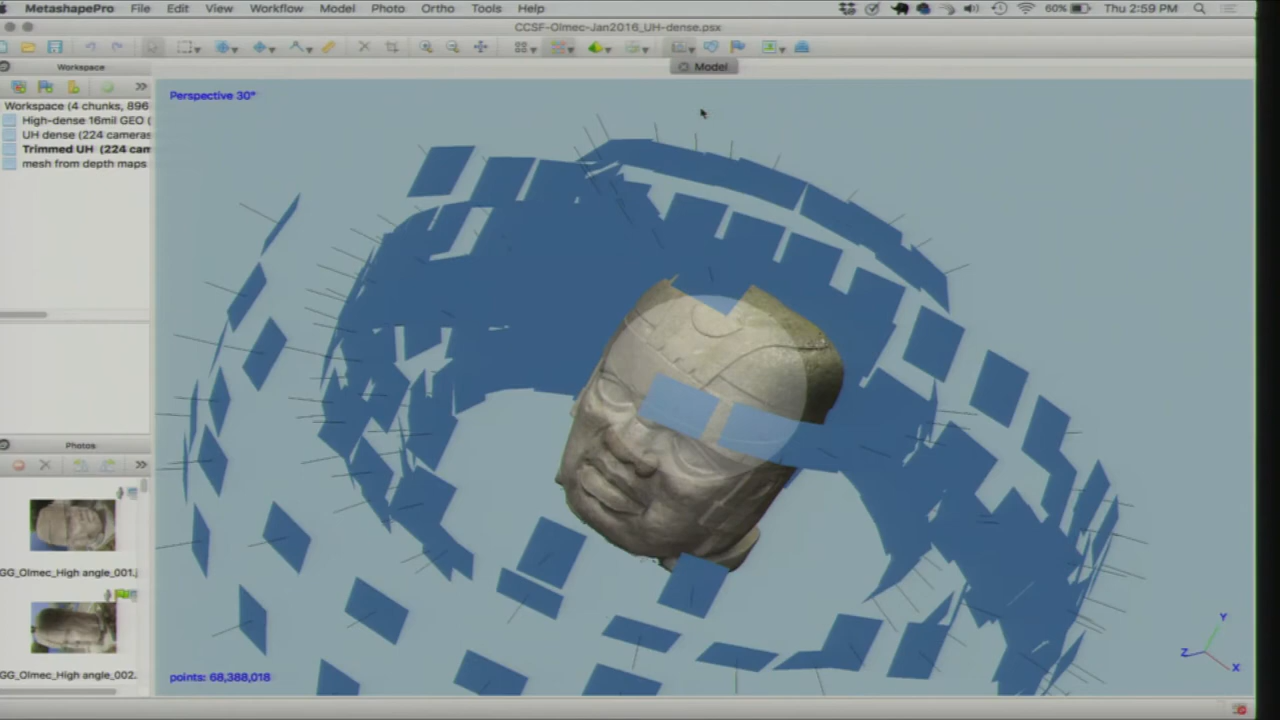 MetashapePro File Edit View Workflow Model Photo Ortho Tools Help 60% Thu 2:59 PM
CCSF-Olmec-Jan2016_UH-dense.psx
Workspace
Model
Workspace (4 chunks, 896
High-dense 16mil GEO (
UH dense (224 cameras
Trimmed UH (224 cam
mesh from depth maps
Perspective 30°
Photos
GG_Olmec_High angle_001.j
GG_Olmec_High angle_002.
points: 68,388,018
Y
Z
X